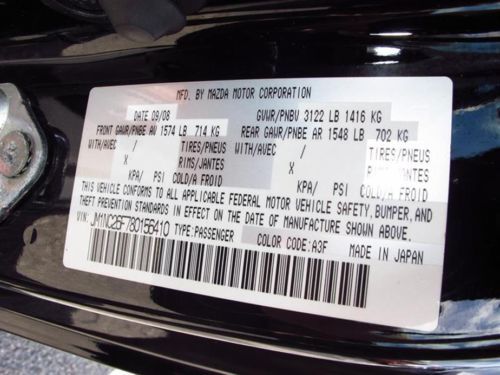 MFD. BY MAZDA MOTOR CORPORATION
DATE 09/08 GVWR/PNBV 3122 LB 1416 KG
FRONT GAWR/PNBE AV 1574 LB 714 KG REAR GAWR/PNBE AR 1548 LB 702 KG
WITH/AVEC / TIRES/PNEUS WITH/AVEC / TIRES/PNEUS
X RIMS/JANTES X RIMS/JANTES
KPA/ PSI COLD/A FROID KPA/ PSI COLD/A FROID
THIS VEHICLE CONFORMS TO ALL APPLICABLE FEDERAL MOTOR VEHICLE SAFETY, BUMPER, AND
THEFT PREVENTION STANDARDS IN EFFECT ON THE DATE OF MANUFACTURE SHOWN ABOVE.
VIN: JM1NC26F780156410 TYPE:PASSENGER COLOR CODE:A3F MADE IN JAPAN